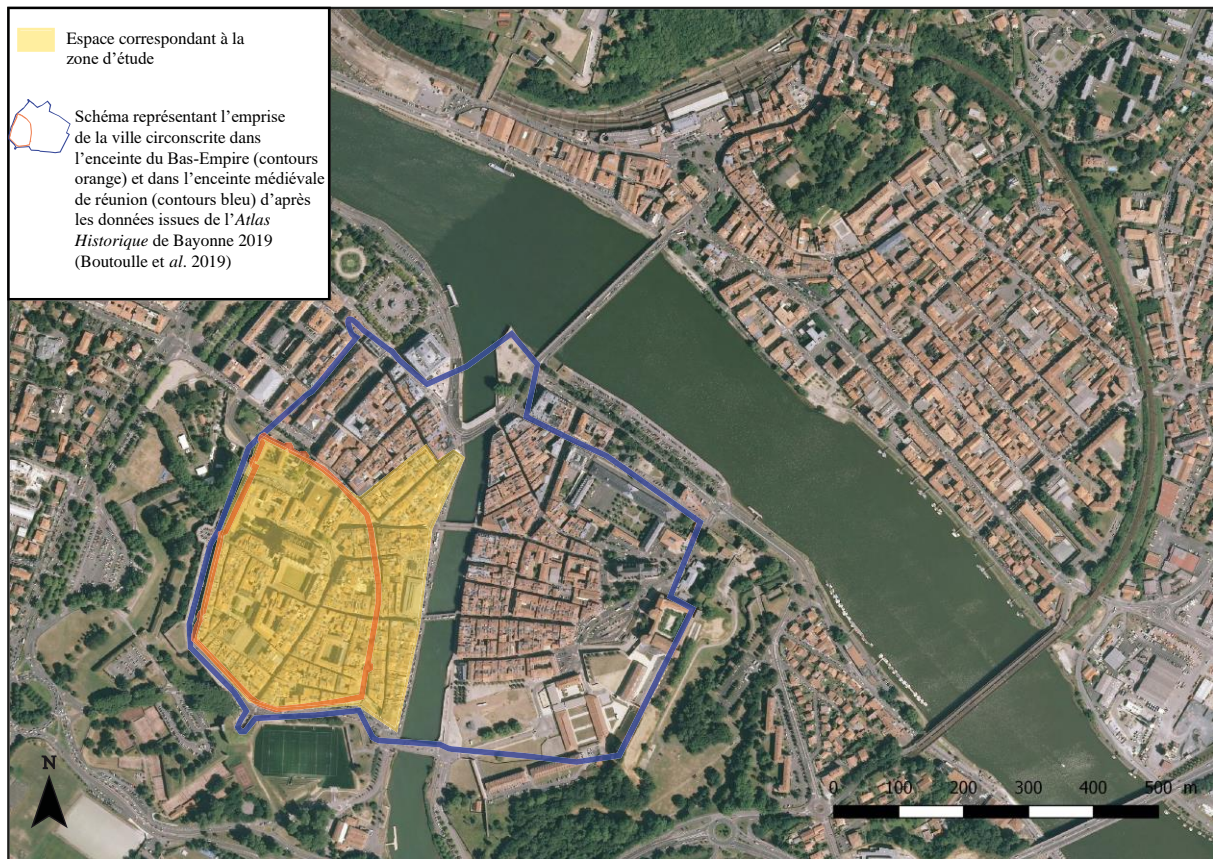 Espace correspondant à la
zone d’étude
Schéma représentant l’emprise
de la ville circonscrite dans
l’enceinte du Bas-Empire (contours
orange) et dans l’enceinte médiévale
de réunion (contours bleu) d’après
les données issues de l’Atlas
Historique de Bayonne 2019
(Boutoulle et al. 2019)
N
0 100 200 300 400 500 m